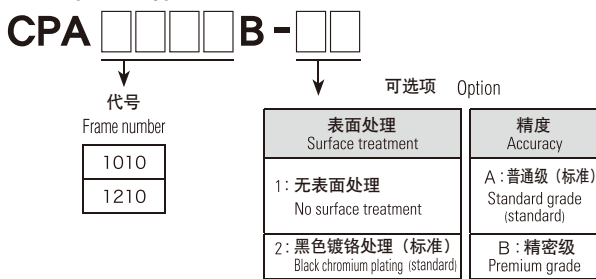 CPA □□□□ B - □□
代号
Frame number
1010
1210
可选项 Option
表面处理
Surface treatment
1: 无表面处理
No surface treatment
2: 黑色镀铬处理（标准）
Black chromium plating (standard)
精度
Accuracy
A : 普通级（标准）
Standard grade
(standard)
B : 精密级
Premium grade